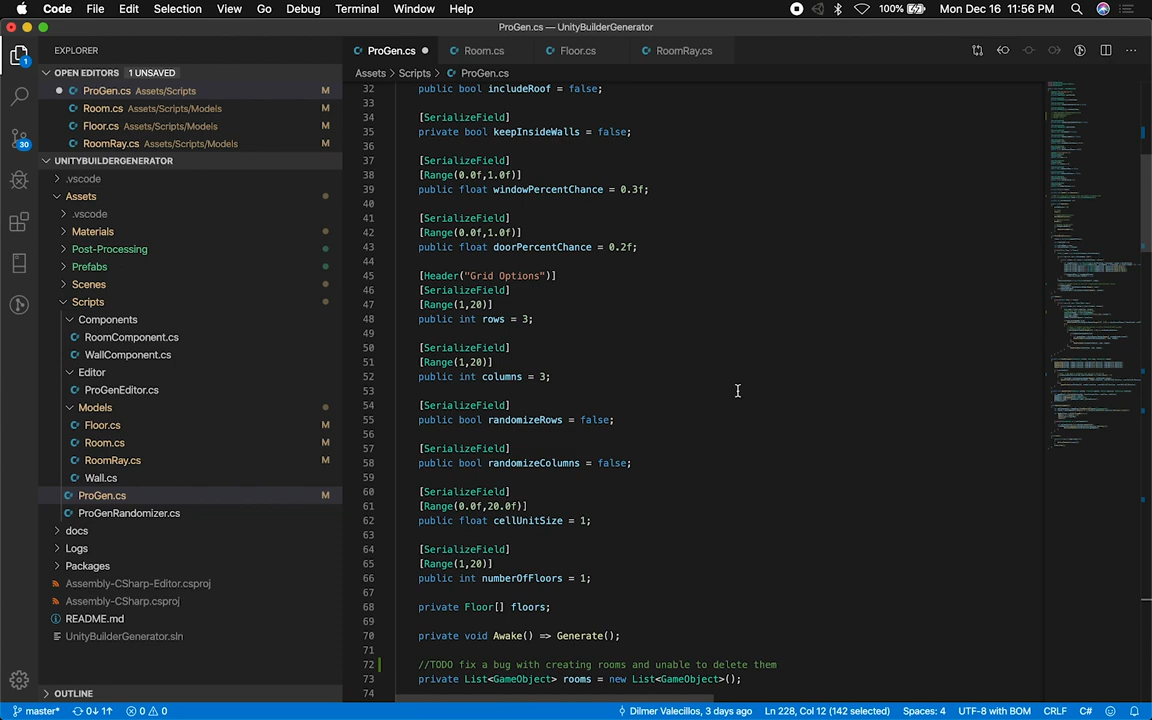 Code File Edit Selection View Go Debug Terminal Window Help 100% Mon Dec 16 11:56 PM
ProGen.cs — UnityBuilderGenerator
EXPLORER
ProGen.cs Room.cs Floor.cs RoomRay.cs
OPEN EDITORS 1 UNSAVED
Assets > Scripts > ProGen.cs
ProGen.cs Assets/Scripts M
Room.cs Assets/Scripts/Models M
Floor.cs Assets/Scripts/Models M
RoomRay.cs Assets/Scripts/Models M
UNITYBUILDERGENERATOR
.vscode
Assets
.vscode
Materials
Post-Processing
Prefabs
Scenes
Scripts
Components
RoomComponent.cs
WallComponent.cs
Editor
ProGenEditor.cs
Models
Floor.cs M
Room.cs M
RoomRay.cs M
Wall.cs
ProGen.cs M
ProGenRandomizer.cs
docs
Logs
Packages
Assembly-CSharp-Editor.csproj
Assembly-CSharp.csproj
README.md
UnityBuilderGenerator.sln
OUTLINE
1
30
32 public bool includeRoof = false;
33
34 [SerializeField]
35 private bool keepInsideWalls = false;
36
37 [SerializeField]
38 [Range(0.0f,1.0f)]
39 public float windowPercentChance = 0.3f;
40
41 [SerializeField]
42 [Range(0.0f,1.0f)]
43 public float doorPercentChance = 0.2f;
44
45 [Header("Grid Options")]
46 [SerializeField]
47 [Range(1,20)]
48 public int rows = 3;
49
50 [SerializeField]
51 [Range(1,20)]
52 public int columns = 3;
53
54 [SerializeField]
55 public bool randomizeRows = false;
56
57 [SerializeField]
58 public bool randomizeColumns = false;
59
60 [SerializeField]
61 [Range(0.0f,20.0f)]
62 public float cellUnitSize = 1;
63
64 [SerializeField]
65 [Range(1,20)]
66 public int numberOfFloors = 1;
67
68 private Floor[] floors;
69
70 private void Awake() => Generate();
71
72 //TODO fix a bug with creating rooms and unable to delete them
73 private List<GameObject> rooms = new List<GameObject>();
74
master* 0↓ 1↑ 0 0 Dilmer Valecillos, 3 days ago Ln 228, Col 12 (142 selected) Spaces: 4 UTF-8 with BOM CRLF C#